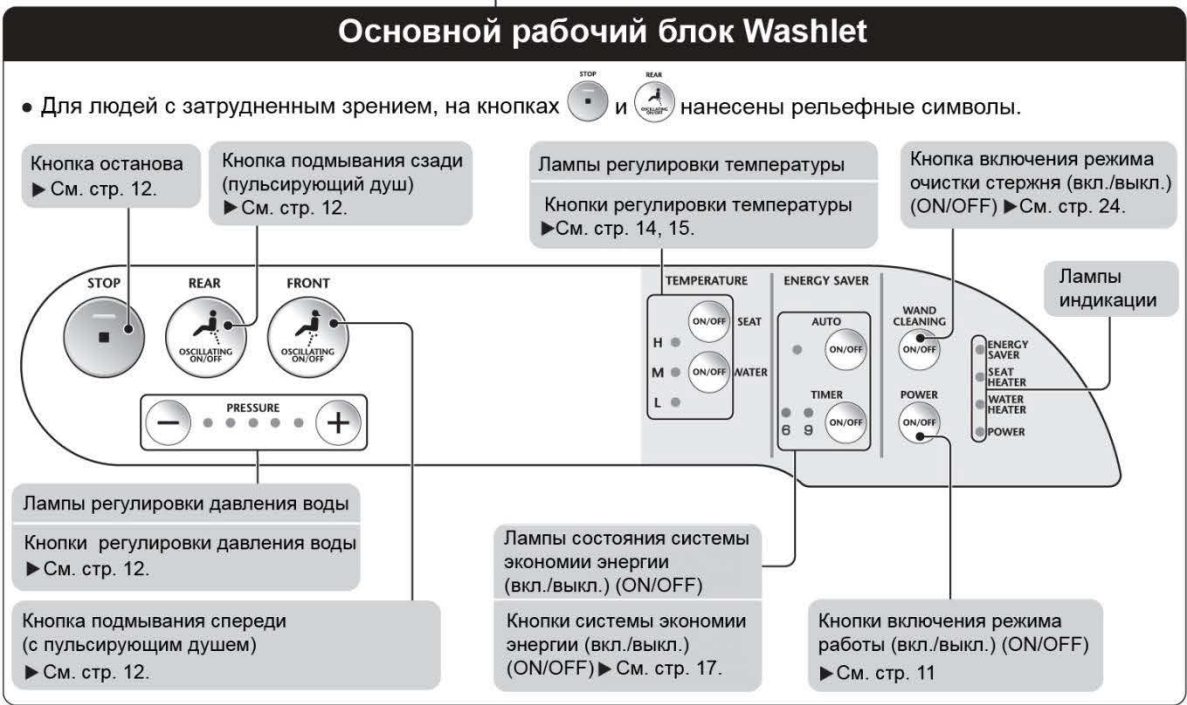 Основной рабочий блок Washlet
STOP REAR
• Для людей с затрудненным зрением, на кнопках и OSCILLATING ON/OFF нанесены рельефные символы.
Кнопка останова
▶ См. стр. 12.
Кнопка подмывания сзади
(пульсирующий душ)
▶ См. стр. 12.
Лампы регулировки температуры
Кнопки регулировки температуры
▶См. стр. 14, 15.
Кнопка включения режима
очистки стержня (вкл./выкл.)
(ON/OFF) ▶См. стр. 24.
Лампы
индикации
STOP
REAR
OSCILLATING
ON/OFF
FRONT
OSCILLATING
ON/OFF
− PRESSURE +
TEMPERATURE
ON/OFF SEAT
H
M ON/OFF WATER
L
ENERGY SAVER
AUTO
ON/OFF
TIMER
6 9 ON/OFF
WAND
CLEANING
ON/OFF
POWER
ON/OFF
ENERGY
SAVER
SEAT
HEATER
WATER
HEATER
POWER
Лампы регулировки давления воды
Кнопки регулировки давления воды
▶ См. стр. 12.
Кнопка подмывания спереди
(с пульсирующим душем)
▶ См. стр. 12.
Лампы состояния системы
экономии энергии
(вкл./выкл.) (ON/OFF)
Кнопки системы экономии
энергии (вкл./выкл.)
(ON/OFF) ▶ См. стр. 17.
Кнопки включения режима
работы (вкл./выкл.) (ON/OFF)
▶См. стр. 11